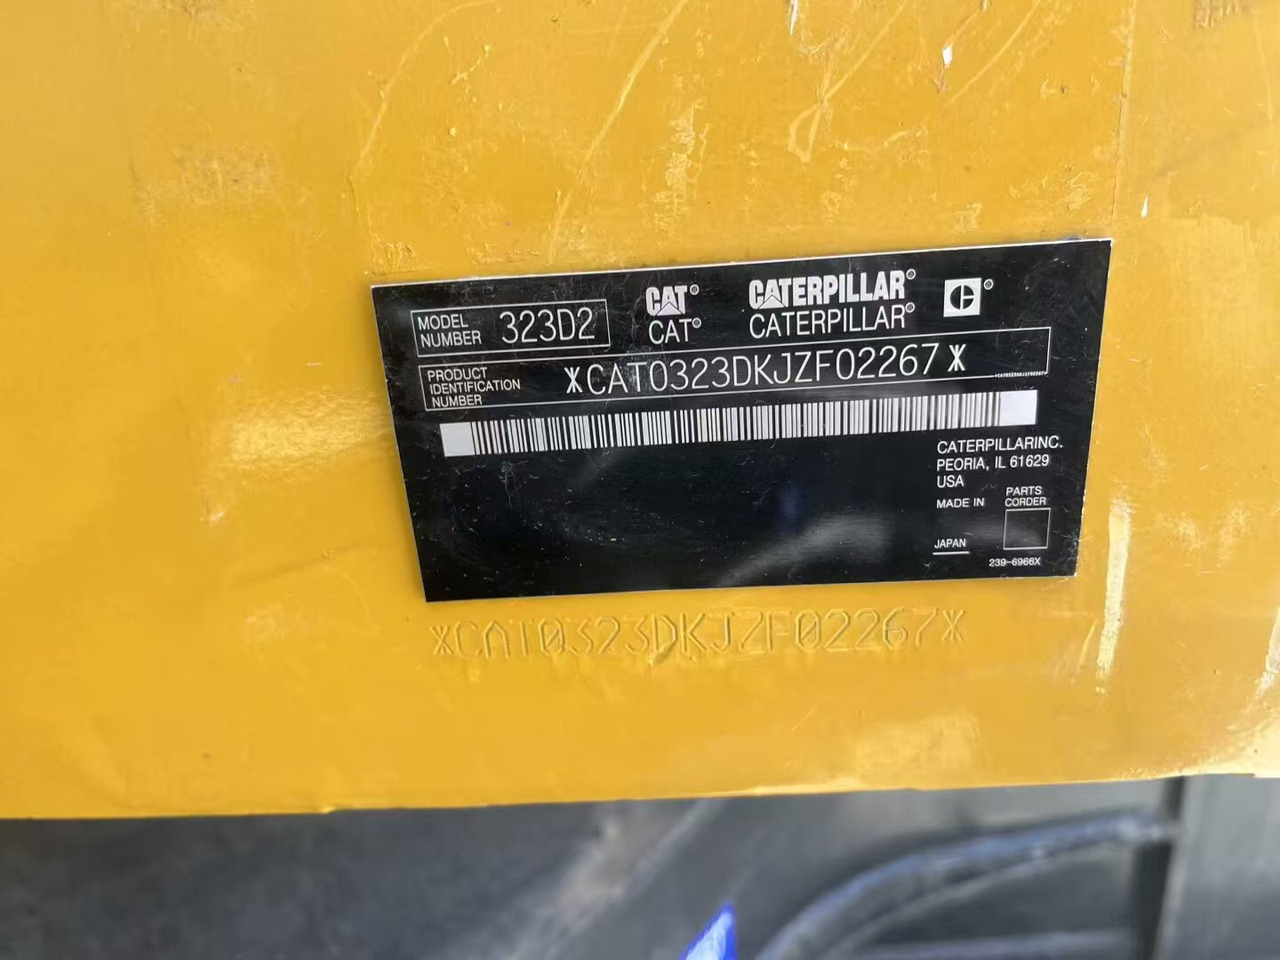 MODEL NUMBER 323D2
CAT® CATERPILLAR®
CAT® CATERPILLAR®
PRODUCT IDENTIFICATION NUMBER *CAT0323DKJZF02267*
*CAT0323DKJZF02267*
CATERPILLARINC.
PEORIA, IL 61629
USA
MADE IN
JAPAN
PARTS
CORDER
239-6966X
*CAT0323DKJZF02267*